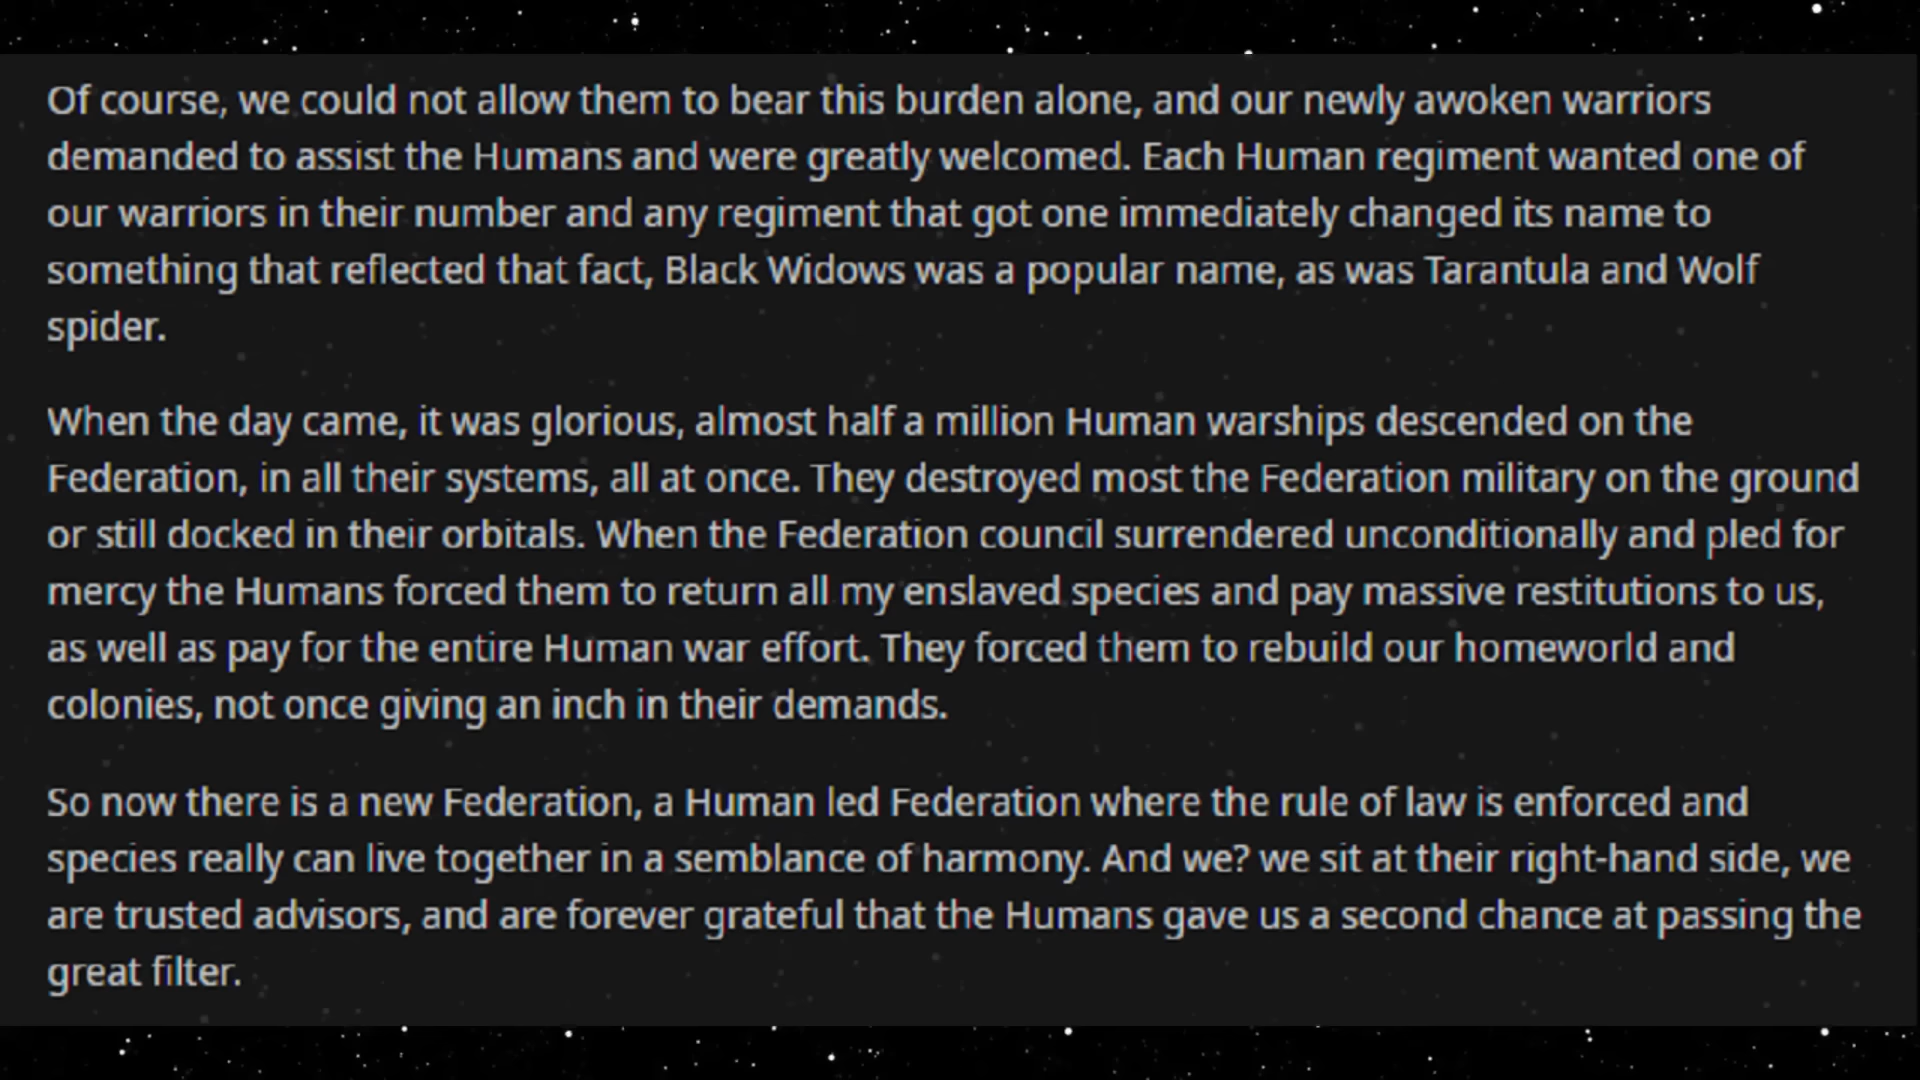 Of course, we could not allow them to bear this burden alone, and our newly awoken warriors
demanded to assist the Humans and were greatly welcomed. Each Human regiment wanted one of
our warriors in their number and any regiment that got one immediately changed its name to
something that reflected that fact, Black Widows was a popular name, as was Tarantula and Wolf
spider.
When the day came, it was glorious, almost half a million Human warships descended on the
Federation, in all their systems, all at once. They destroyed most the Federation military on the ground
or still docked in their orbitals. When the Federation council surrendered unconditionally and pled for
mercy the Humans forced them to return all my enslaved species and pay massive restitutions to us,
as well as pay for the entire Human war effort. They forced them to rebuild our homeworld and
colonies, not once giving an inch in their demands.
So now there is a new Federation, a Human led Federation where the rule of law is enforced and
species really can live together in a semblance of harmony. And we? we sit at their right-hand side, we
are trusted advisors, and are forever grateful that the Humans gave us a second chance at passing the
great filter.